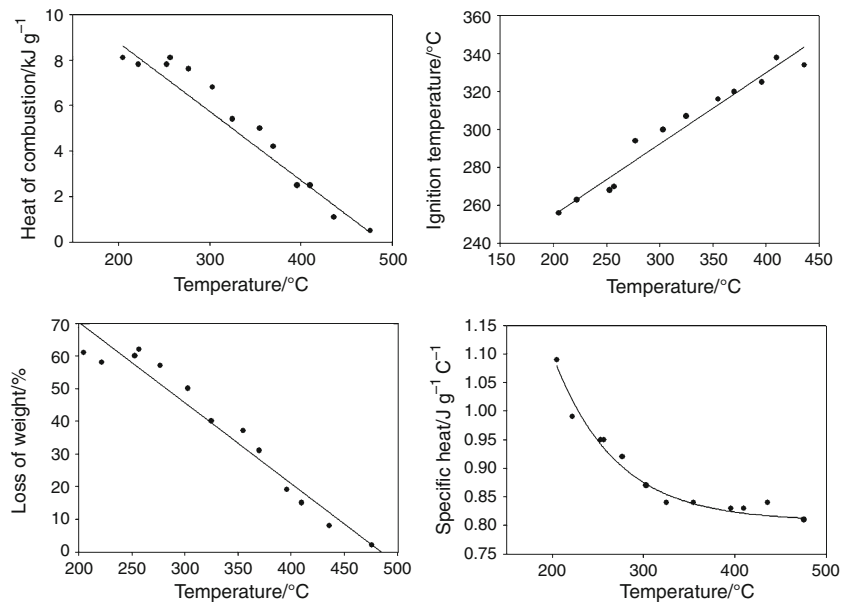 Heat of combustion/kJ g⁻¹
10
8
6
4
2
0
200 300 400 500
Temperature/°C
Ignition temperature/°C
360
340
320
300
280
260
240
150 200 250 300 350 400 450
Temperature/°C
Loss of weight/%
70
60
50
40
30
20
10
0
200 250 300 350 400 450 500
Temperature/°C
Specific heat/J g⁻¹ C⁻¹
1.15
1.10
1.05
1.00
0.95
0.90
0.85
0.80
0.75
200 300 400 500
Temperature/°C